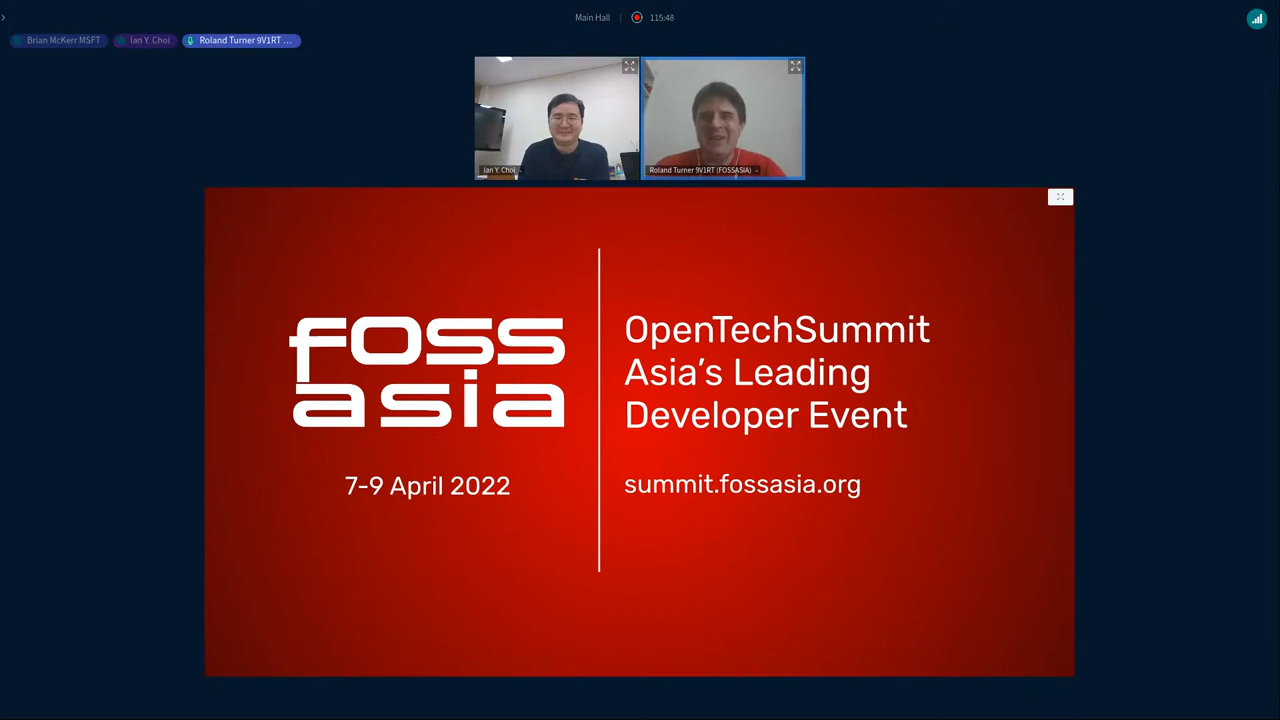 Main Hall
115:48
Brian McKerr MSFT
Ian Y. Choi
Roland Turner 9V1RT ...
Ian Y. Choi
Roland Turner 9V1RT (FOSSASIA)
foss
asia
7-9 April 2022
OpenTechSummit
Asia's Leading
Developer Event
summit.fossasia.org